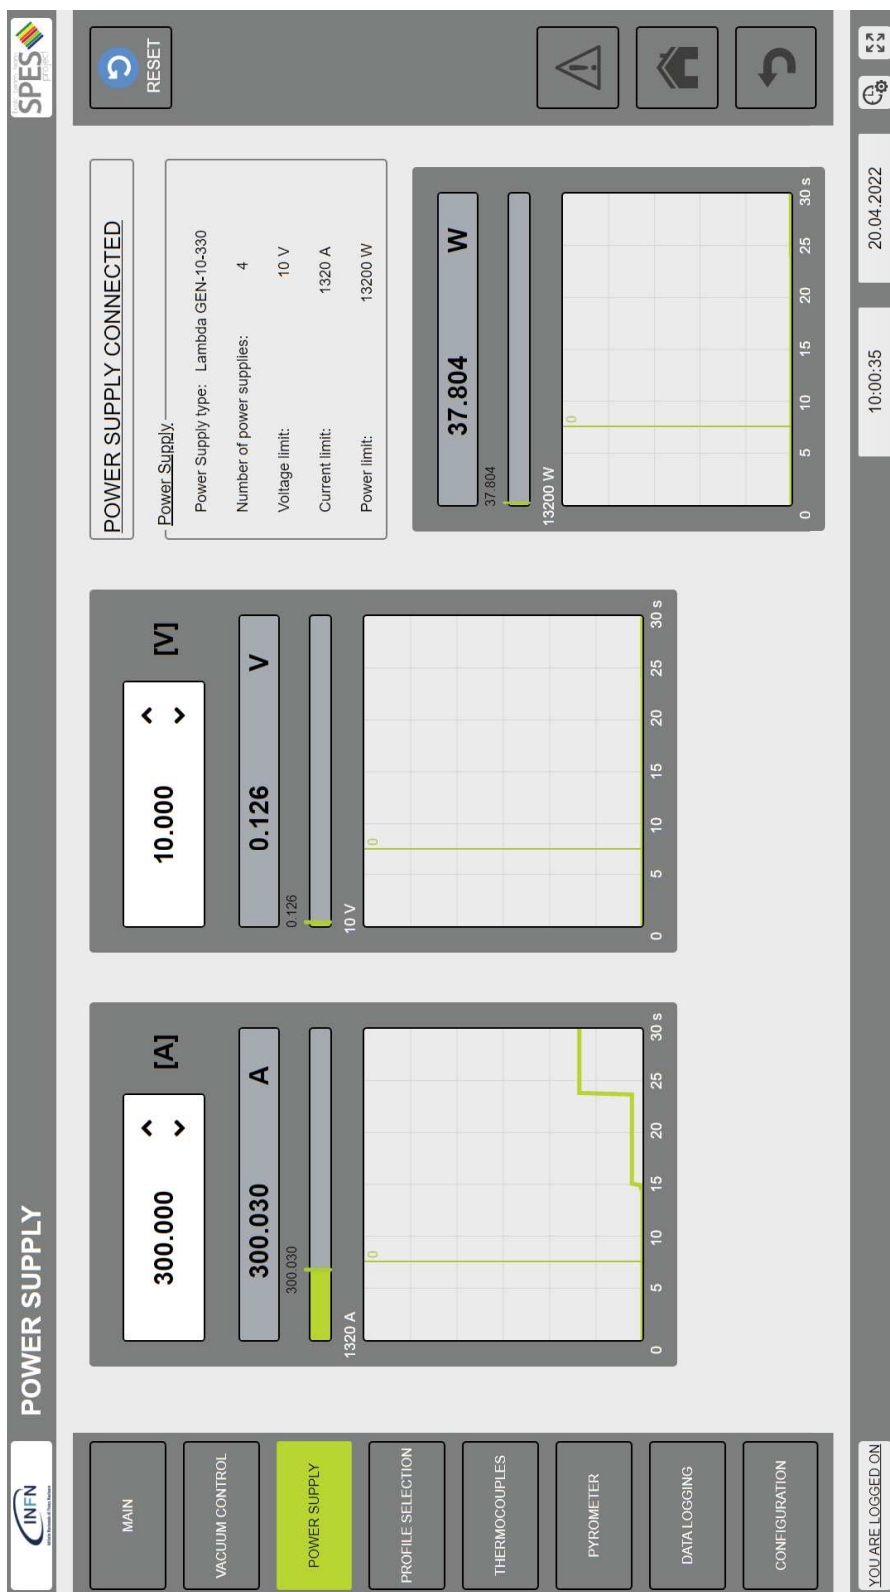 INFN
POWER SUPPLY
SPES
project
MAIN
VACUUM CONTROL
POWER SUPPLY
PROFILE SELECTION
THERMOCOUPLES
PYROMETER
DATA LOGGING
CONFIGURATION
300.000
[A]
300.030 A
300.030
1320 A
0
0 5 10 15 20 25 30 s
10.000
[V]
0.126 V
0.126
10 V
0
0 5 10 15 20 25 30 s
POWER SUPPLY CONNECTED
Power Supply
Power Supply type: Lambda GEN-10-330
Number of power supplies: 4
Voltage limit: 10 V
Current limit: 1320 A
Power limit: 13200 W
37.804 W
37.804
13200 W
0
0 5 10 15 20 25 30 s
RESET
YOU ARE LOGGED ON
10:00:35
20.04.2022